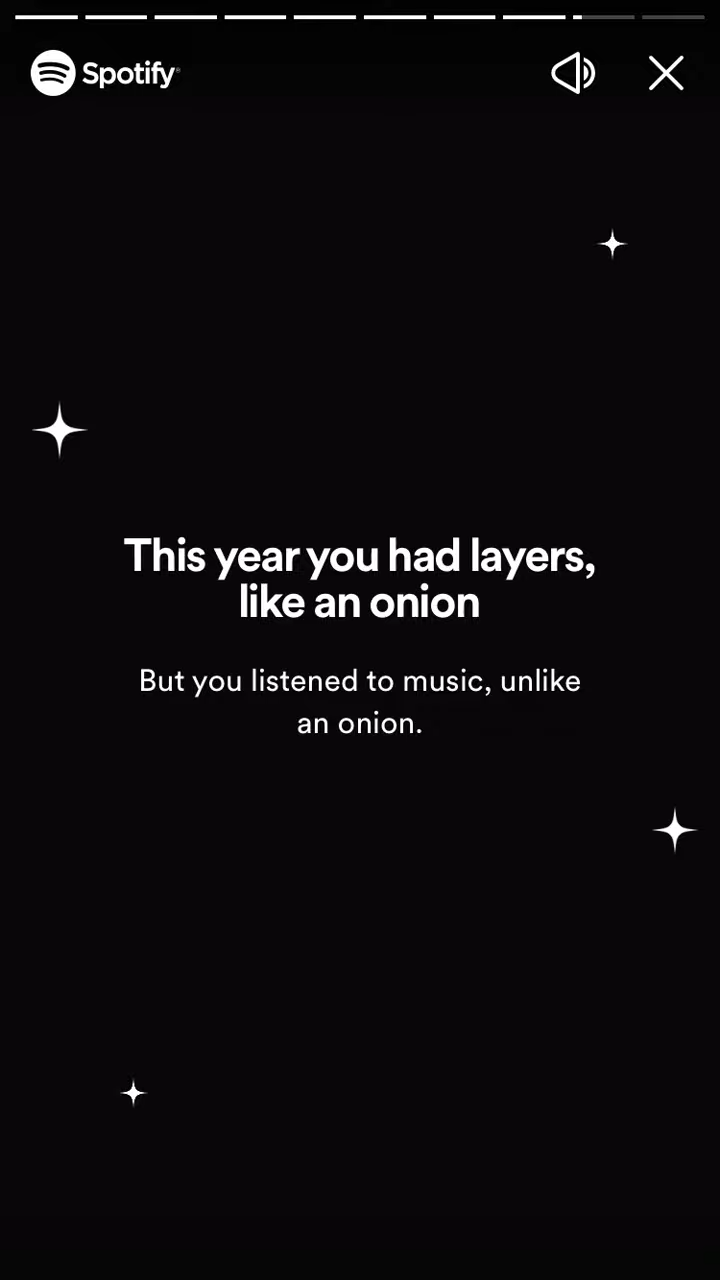 Spotify
This year you had layers,
like an onion
But you listened to music, unlike
an onion.